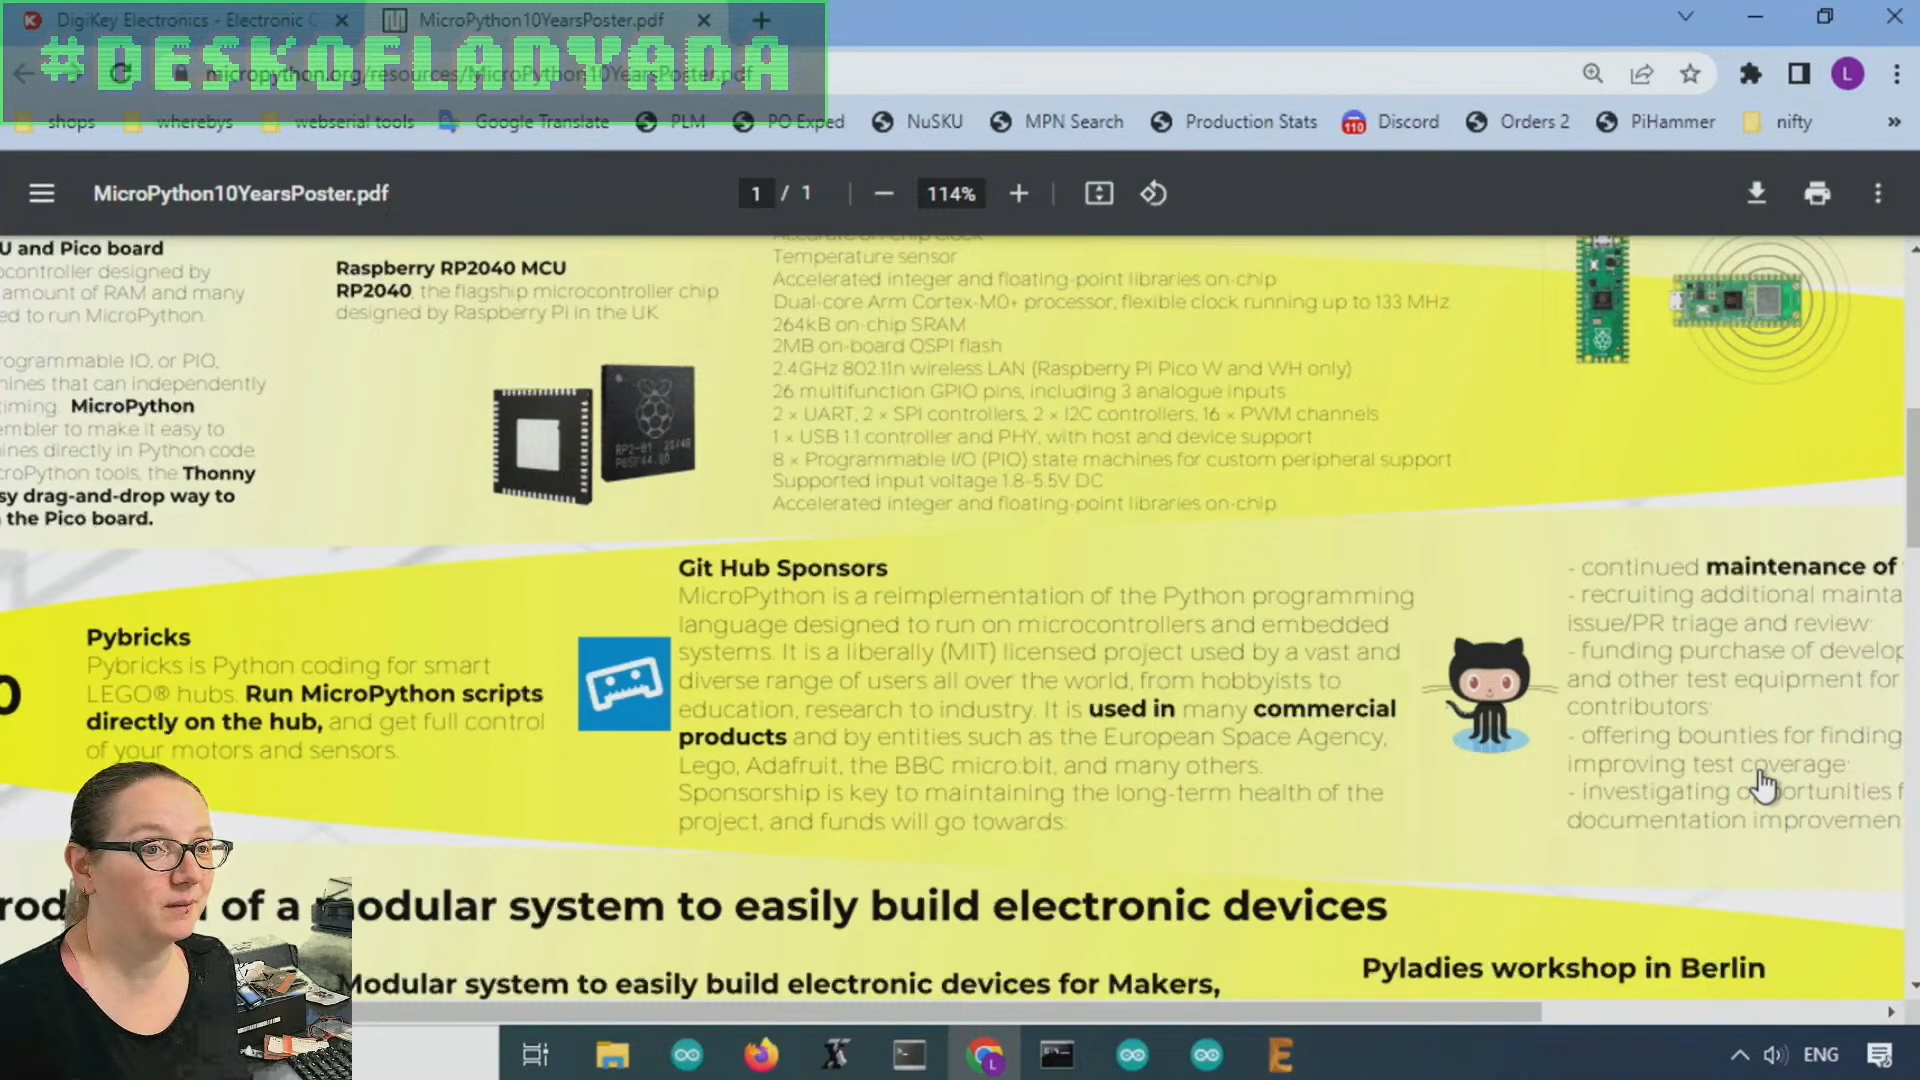 DigiKey Electronics - Electronic C
MicroPython10YearsPoster.pdf
#DESKOFLADYADA
micropython.org/resources/MicroPython10YearsPoster.pdf
L
shops
wherebys
webserial tools
Google Translate
PLM
PO Exped
NuSKU
MPN Search
Production Stats
110
Discord
Orders 2
PiHammer
nifty
»
MicroPython10YearsPoster.pdf
1 / 1
114%
U and Pico board
ocontroller designed by
amount of RAM and many
ed to run MicroPython.
rogrammable IO, or PIO,
hines that can independently
timing. MicroPython
embler to make it easy to
ines directly in Python code
croPython tools, the Thonny
sy drag-and-drop way to
the Pico board.
Raspberry RP2040 MCU
RP2040, the flagship microcontroller chip
designed by Raspberry Pi in the UK
Accurate on-chip clock
Temperature sensor
Accelerated integer and floating-point libraries on-chip
Dual-core Arm Cortex-M0+ processor, flexible clock running up to 133 MHz
264kB on-chip SRAM
2MB on-board QSPI flash
2.4GHz 802.11n wireless LAN (Raspberry Pi Pico W and WH only)
26 multifunction GPIO pins, including 3 analogue inputs
2 × UART, 2 × SPI controllers, 2 × I2C controllers, 16 × PWM channels
1 × USB 1.1 controller and PHY, with host and device support
8 × Programmable I/O (PIO) state machines for custom peripheral support
Supported input voltage 1.8–5.5V DC
Accelerated integer and floating-point libraries on-chip
0
Pybricks
Pybricks is Python coding for smart
LEGO® hubs. Run MicroPython scripts
directly on the hub, and get full control
of your motors and sensors.
Git Hub Sponsors
MicroPython is a reimplementation of the Python programming
language designed to run on microcontrollers and embedded
systems. It is a liberally (MIT) licensed project used by a vast and
diverse range of users all over the world, from hobbyists to
education, research to industry. It is used in many commercial
products and by entities such as the European Space Agency,
Lego, Adafruit, the BBC micro:bit, and many others.
Sponsorship is key to maintaining the long-term health of the
project, and funds will go towards:
- continued maintenance of
- recruiting additional mainta
issue/PR triage and review:
- funding purchase of develop
and other test equipment for
contributors:
- offering bounties for finding
improving test coverage:
- investigating opportunities f
documentation improvemen
rod of a odular system to easily build electronic devices
Modular system to easily build electronic devices for Makers,
Pyladies workshop in Berlin
L
ENG